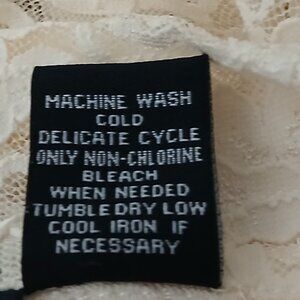 MACHINE WASH
COLD
DELICATE CYCLE
ONLY NON-CHLORINE
BLEACH
WHEN NEEDED
TUMBLE DRY LOW
COOL IRON IF
NECESSARY